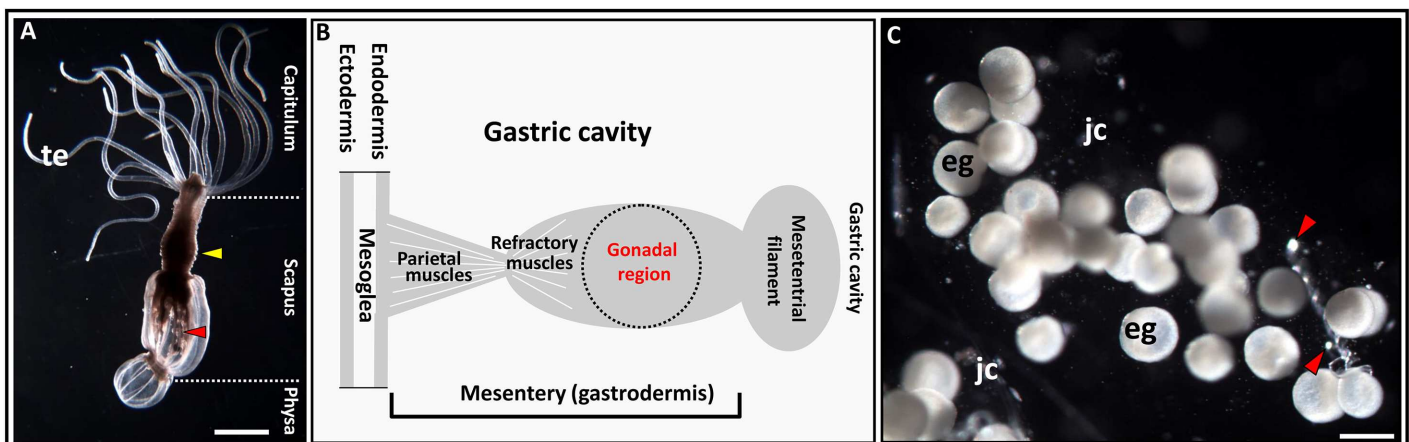 A
te
Capitulum
Scapus
Physa
B
Ectodermis
Endodermis
Gastric cavity
Mesoglea
Parietal
muscles
Refractory
muscles
Gonadal
region
Mesetentrial
filament
Gastric cavity
Mesentery (gastrodermis)
C
jc
eg
eg
jc